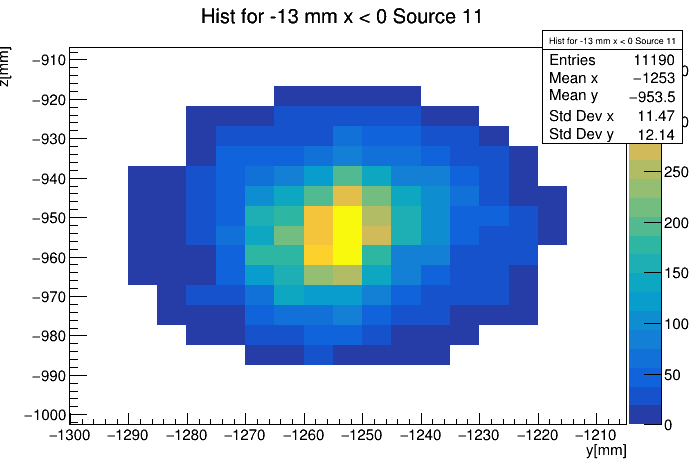 Hist for -13 mm x < 0 Source 11
Hist for -13 mm x < 0 Source 11
Entries 11190
Mean x −1253
Mean y −953.5
Std Dev x 11.47
Std Dev y 12.14
z[mm]
−910
−920
−930
−940
−950
−960
−970
−980
−990
−1000
−1300 −1290 −1280 −1270 −1260 −1250 −1240 −1230 −1220 −1210
y[mm]
250
200
150
100
50
0